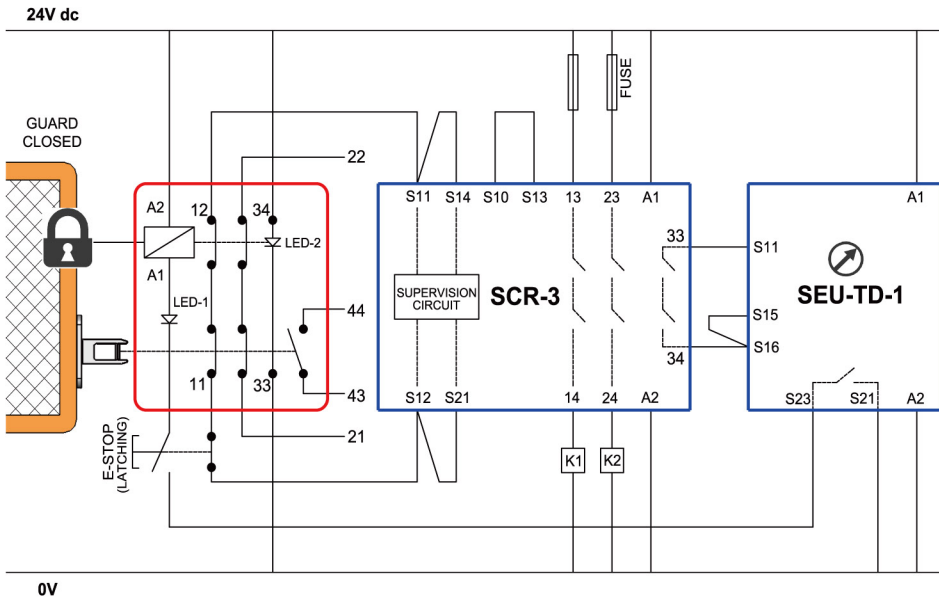 24V dc
FUSE
GUARD
CLOSED
22
A2
12
34
S11
S14
S10
S13
13
23
A1
A1
LED-2
33
S11
A1
SUPERVISION
CIRCUIT
SCR-3
SEU-TD-1
LED-1
44
S15
S16
34
11
33
43
S12
S21
14
24
A2
S23
S21
A2
21
E-STOP
(LATCHING)
K1
K2
0V